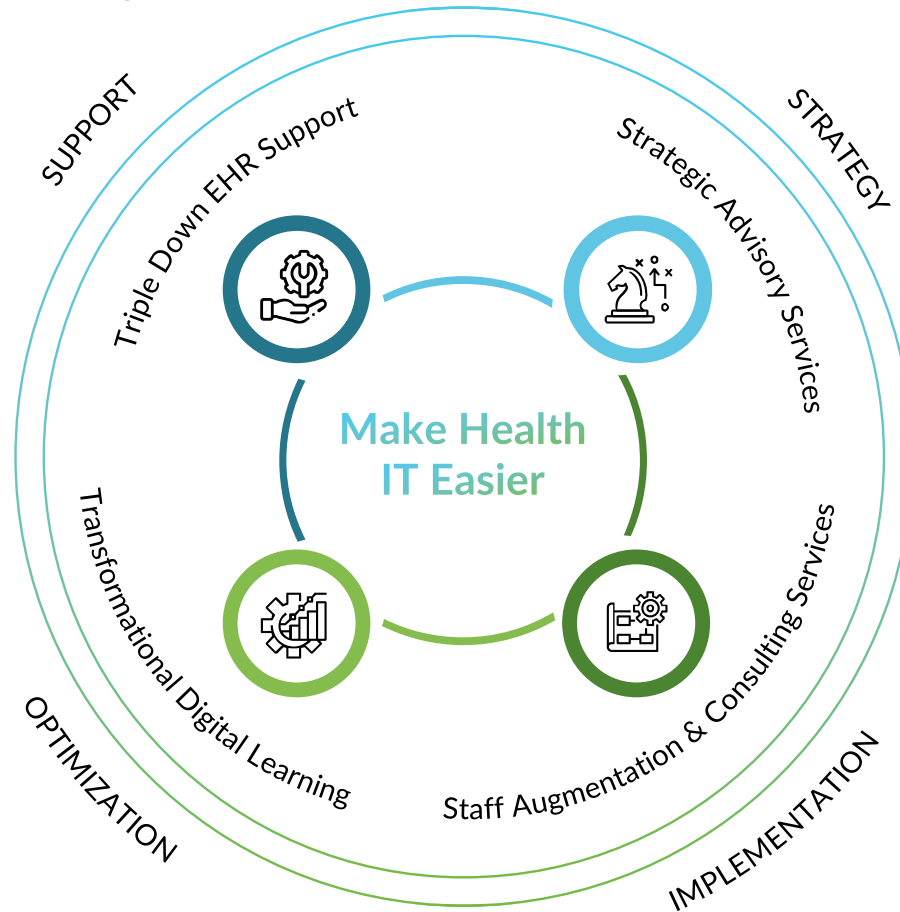 SUPPORT
STRATEGY
Triple Down EHR Support
Strategic Advisory Services
Make Health
IT Easier
Transformational Digital Learning
Staff Augmentation & Consulting Services
OPTIMIZATION
IMPLEMENTATION